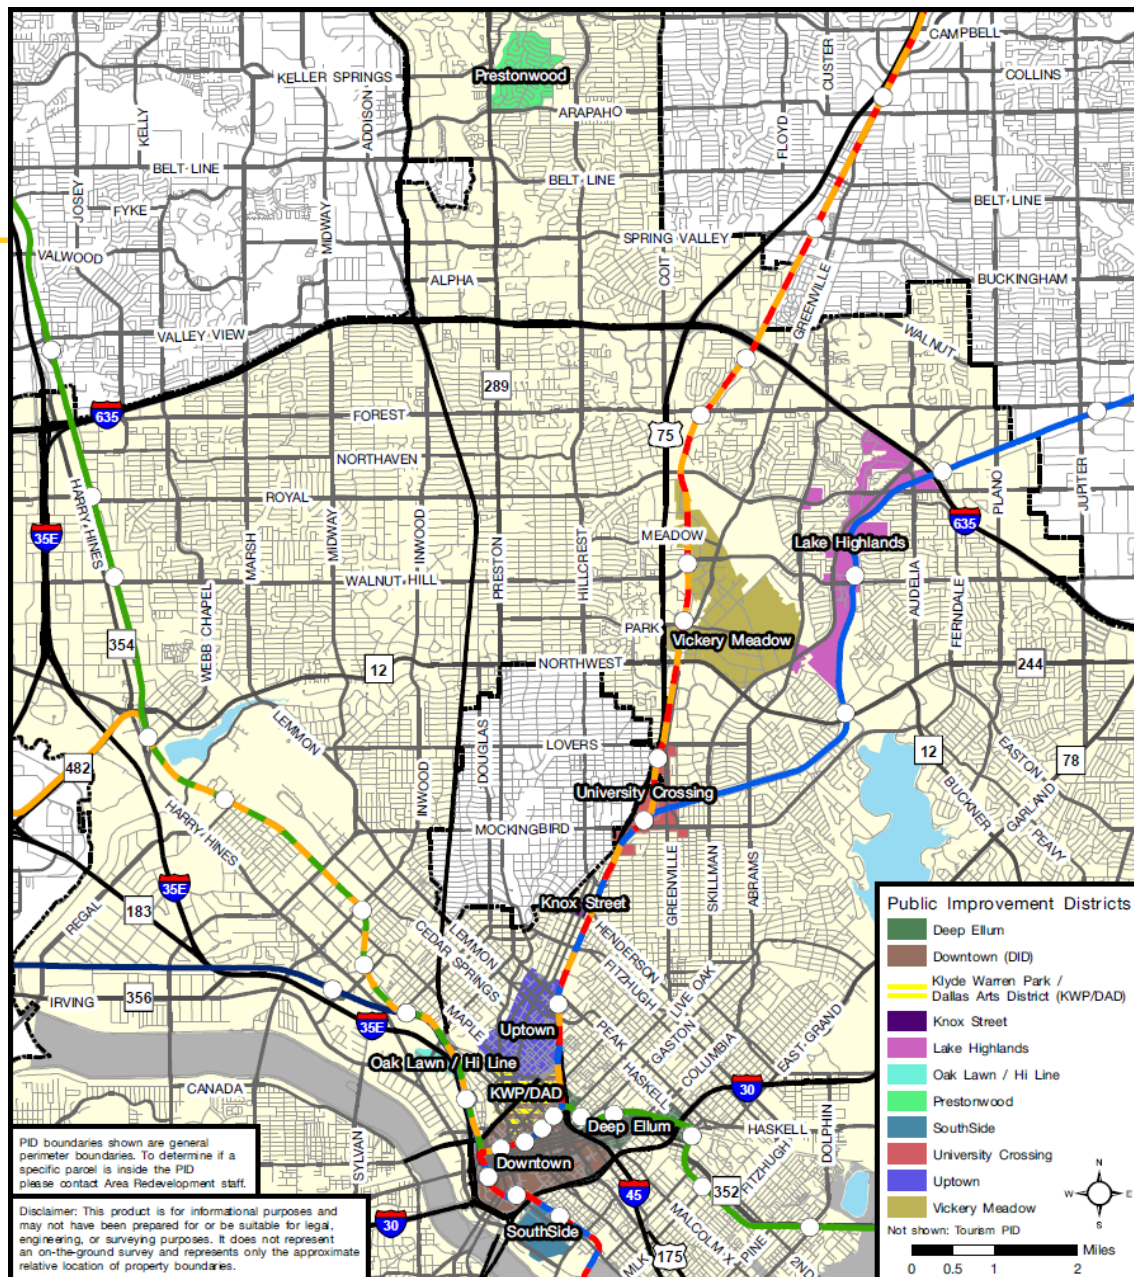 CAMPBELL
CUSTER
COLLINS
Prestonwood
KELLER SPRINGS
ADDISON
KELLY
ARAPAHO
FLOYD
BELT LINE
BELT LINE
BELT LINE
JOSEY
FYKE
MIDWAY
SPRING VALLEY
COIT
VALWOOD
ALPHA
BUCKINGHAM
GREENVILLE
VALLEY VIEW
WALNUT
289
635
FOREST
75
NORTHAVEN
PLANO
JUPITER
HARRY HINES
ROYAL
635
35E
MARSH
MIDWAY
INWOOD
PRESTON
HILLCREST
MEADOW
Lake Highlands
WALNUT HILL
WEBB CHAPEL
AUDELIA
FERNDALE
354
PARK
Vickery Meadow
12
NORTHWEST
244
LEMMON
DOUGLAS
LOVERS
12
EASTON
78
482
INWOOD
University Crossing
BUCKNER
GARLAND
PEAVY
HARRY HINES
MOCKINGBIRD
GREENVILLE
SKILLMAN
ABRAMS
35E
183
REGAL
Knox Street
LEMMON
CEDAR SPRINGS
HENDERSON
FITZHUGH
LIVE OAK
IRVING
356
MAPLE
35E
Uptown
PEAK
HASKELL
GASTON
COLUMBIA
EAST GRAND
Oak Lawn / Hi Line
CANADA
KWP/DAD
30
Deep Ellum
HASKELL
DOLPHIN
FITZHUGH
SYLVAN
Downtown
45
352
30
SouthSide
MALCOLM X
PINE
2ND
MLK
175
Public Improvement Districts
Deep Ellum
Downtown (DID)
Klyde Warren Park /
Dallas Arts District (KWP/DAD)
Knox Street
Lake Highlands
Oak Lawn / Hi Line
Prestonwood
SouthSide
University Crossing
Uptown
Vickery Meadow
Not shown: Tourism PID
N
W
E
S
Miles
0 0.5 1 2
PID boundaries shown are general
perimeter boundaries. To determine if a
specific parcel is inside the PID
please contact Area Redevelopment staff.
Disclaimer: This product is for informational purposes and
may not have been prepared for or be suitable for legal,
engineering, or surveying purposes. It does not represent
an on-the-ground survey and represents only the approximate
relative location of property boundaries.